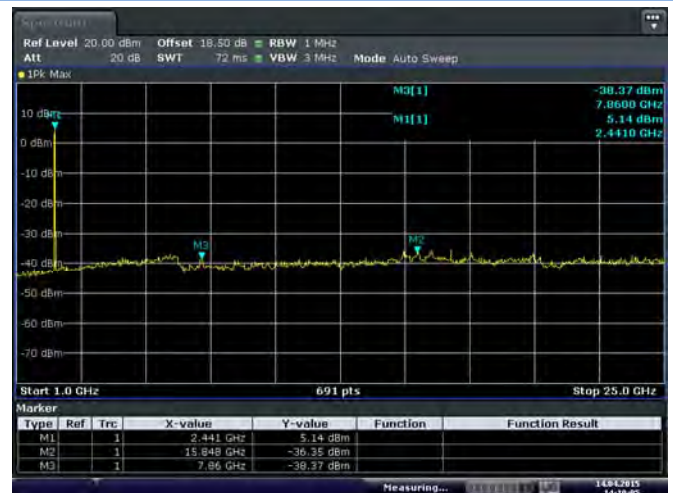 Spectrum
Ref Level 20.00 dBm Offset 18.50 dB RBW 1 MHz
Att 20 dB SWT 72 ms VBW 3 MHz Mode Auto Sweep
1Pk Max
M3[1] -38.37 dBm
7.8600 GHz
10 dBm M1 M1[1] 5.14 dBm
2.4410 GHz
0 dBm
-10 dBm
-20 dBm
-30 dBm
M3 M2
-40 dBm
-50 dBm
-60 dBm
-70 dBm
Start 1.0 GHz 691 pts Stop 25.0 GHz
Marker
Type Ref Trc X-value Y-value Function Function Result
M1 1 2.441 GHz 5.14 dBm
M2 1 15.848 GHz -36.35 dBm
M3 1 7.86 GHz -38.37 dBm
Measuring... 14.04.2015